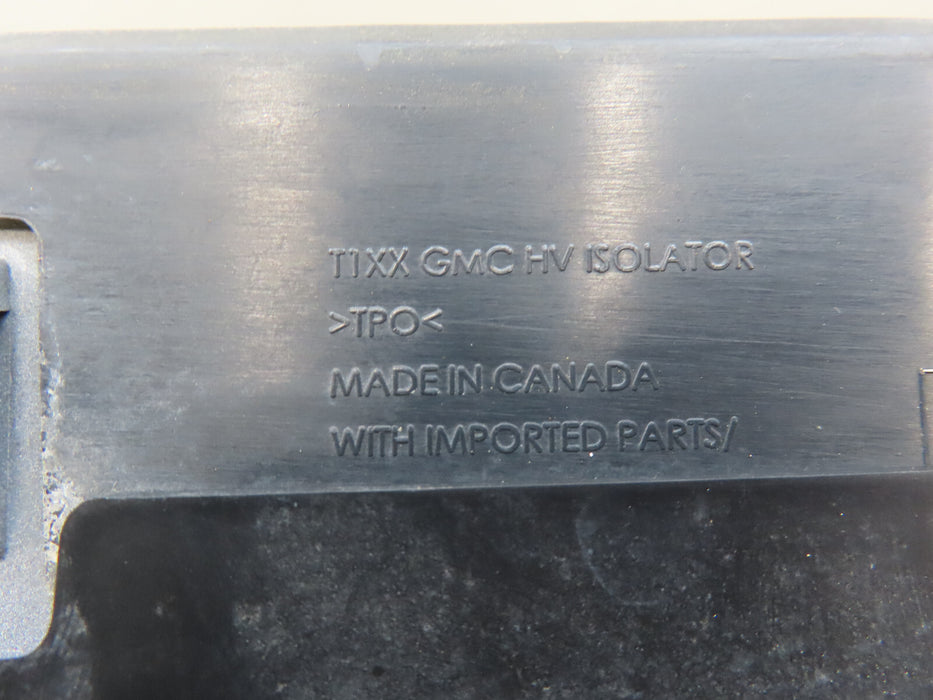 T1XX GMC HV ISOLATOR
>TPO<
MADE IN CANADA
WITH IMPORTED PARTS/